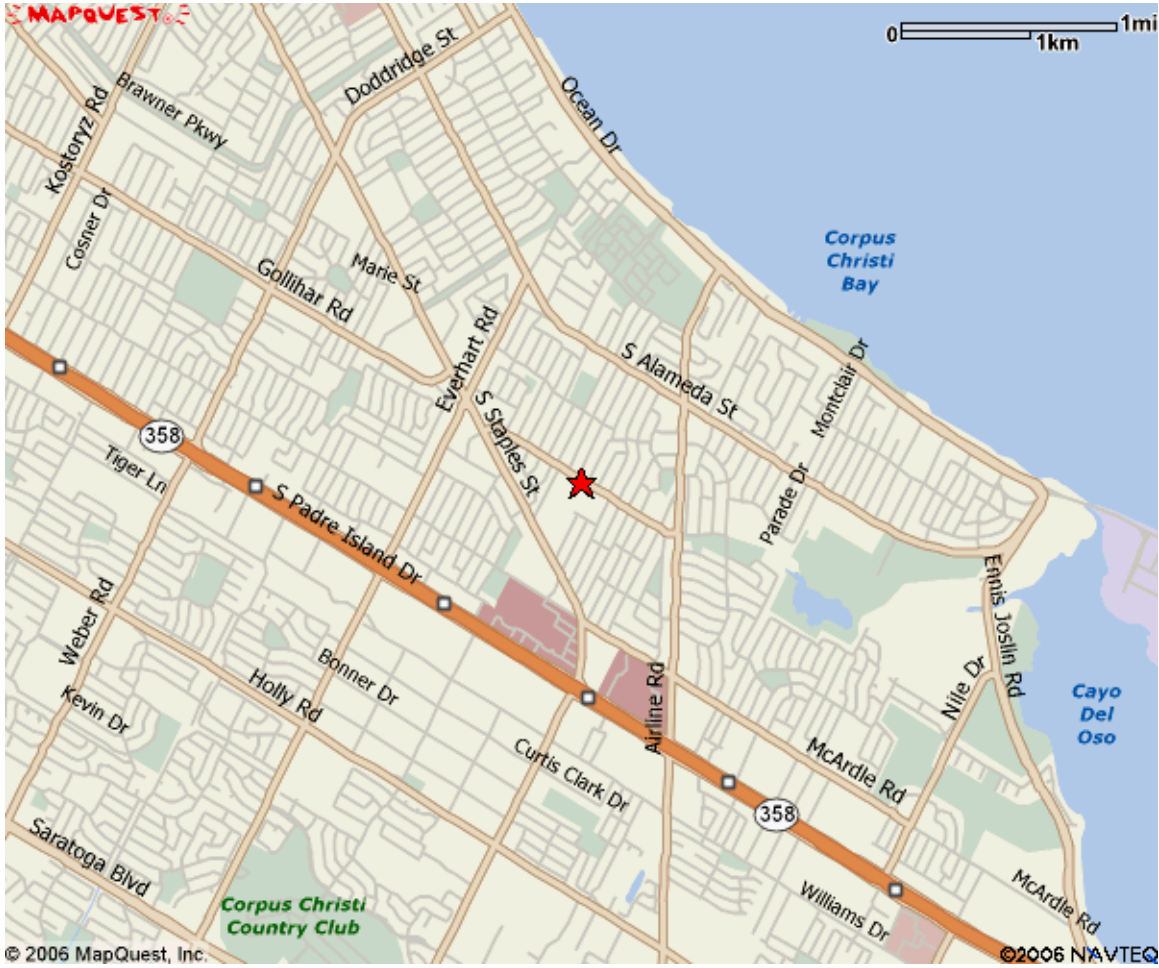 MAPQUEST
0 1mi
1km
Doddridge St
Brawner Pkwy
Kostoryz Rd
Ocean Dr
Cosner Dr
Marie St
Gollihar Rd
Corpus
Christi
Bay
Everhart Rd
S Alameda St
Montclair Dr
S Staples St
358
Tiger Ln
S Padre Island Dr
Parade Dr
Ennis Joslin Rd
Weber Rd
Bonner Dr
Holly Rd
Kevin Dr
Airline Rd
Nile Dr
Cayo
Del
Oso
Curtis Clark Dr
McArdle Rd
358
Saratoga Blvd
Corpus Christi
Country Club
Williams Dr
McArdle Rd
© 2006 MapQuest, Inc.
©2006 NAVTEQ